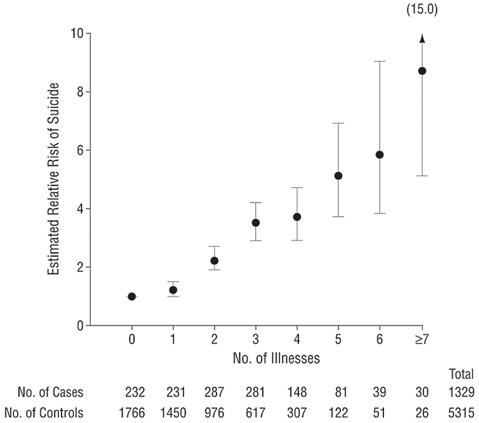 (15.0)
10
8
6
4
2
0
Estimated Relative Risk of Suicide
0 1 2 3 4 5 6 ≥7
No. of Illnesses
Total
No. of Cases 232 231 287 281 148 81 39 30 1329
No. of Controls 1766 1450 976 617 307 122 51 26 5315